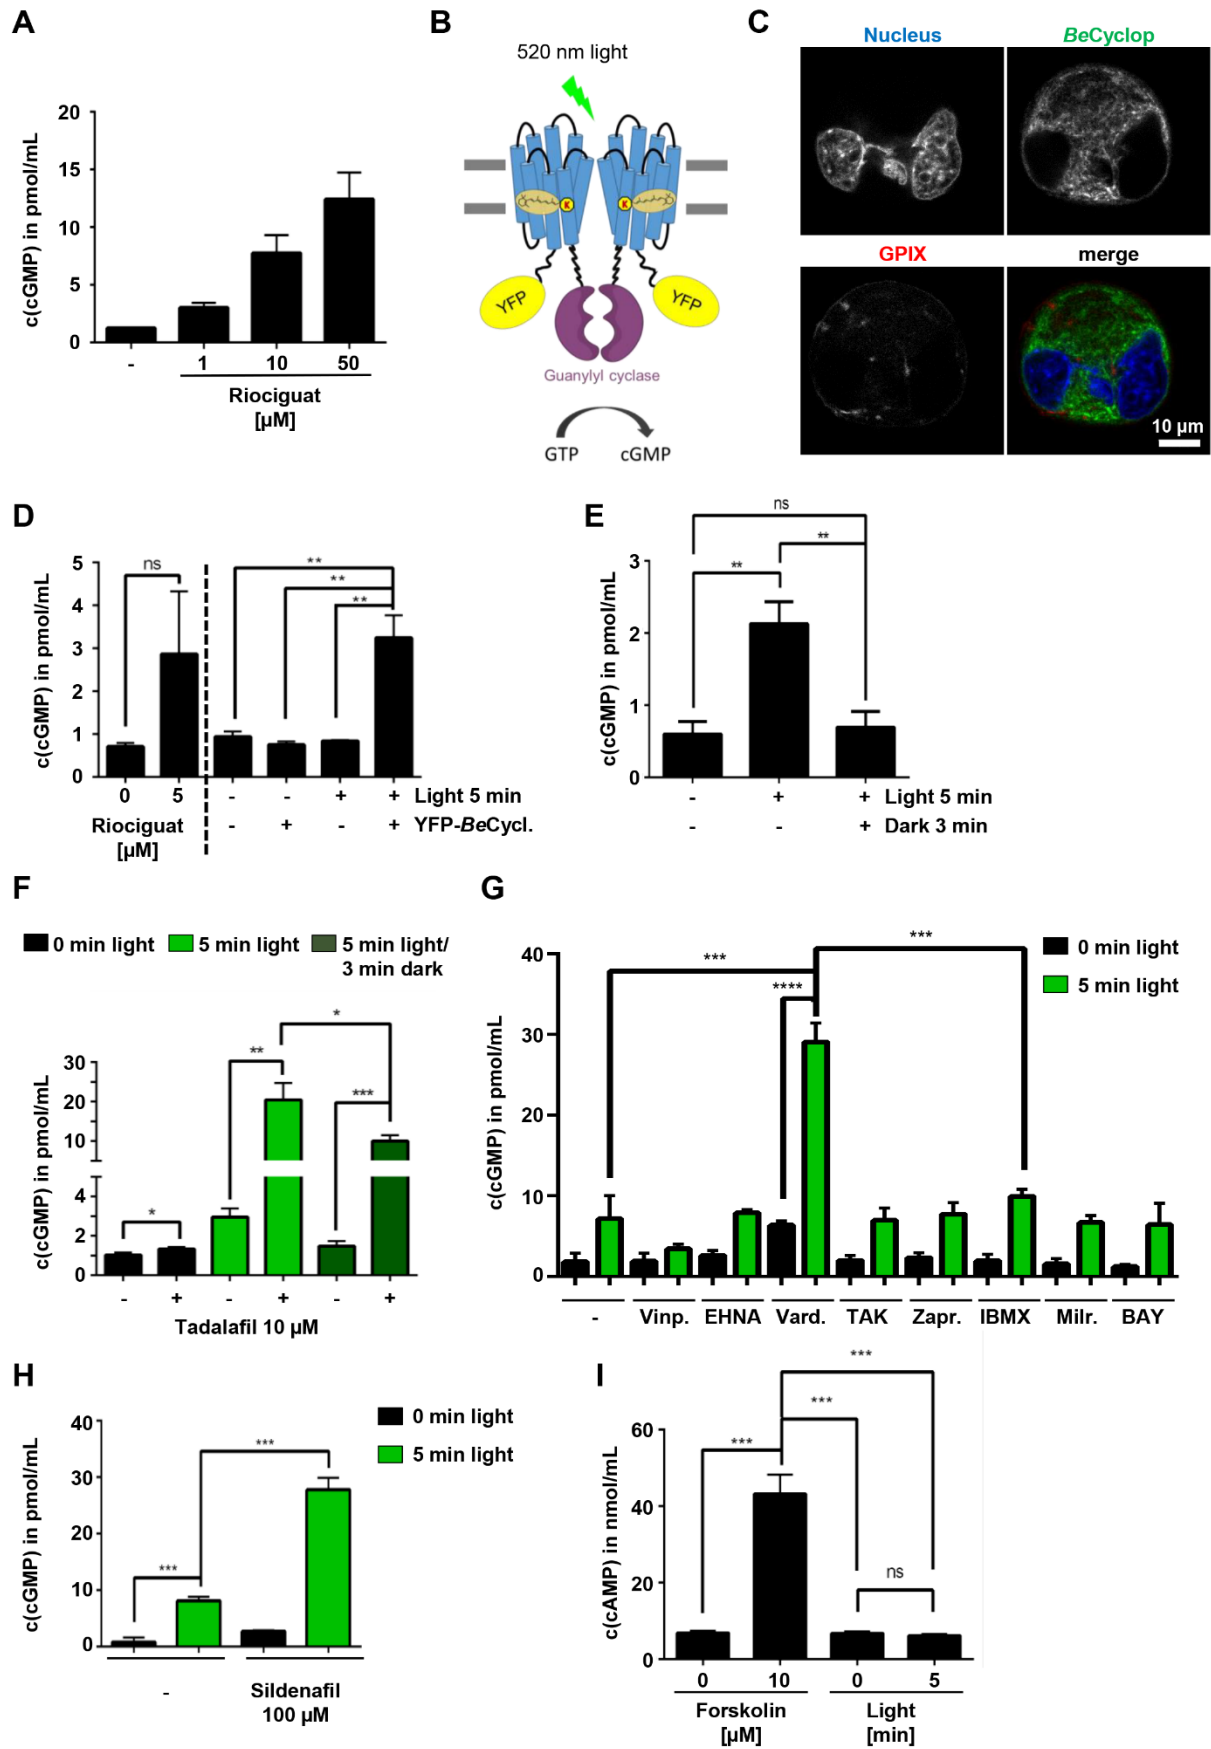 A
c(cGMP) in pmol/mL
20
15
10
5
0
- 1 10 50
Riociguat
[µM]
B
520 nm light
K K
YFP YFP
Guanylyl cyclase
GTP cGMP
C
Nucleus BeCyclop
GPIX merge
10 µm
D
c(cGMP) in pmol/mL
5
4
3
2
1
0
ns ** ** **
0 5 - - + + Light 5 min
Riociguat - + - + YFP-BeCycl.
[µM]
E
c(cGMP) in pmol/mL
3
2
1
0
ns
** **
- + + Light 5 min
- - + Dark 3 min
F
0 min light 5 min light 5 min light/
3 min dark
c(cGMP) in pmol/mL
30
20
10
4
2
0
* ** * ***
- + - + - +
Tadalafil 10 µM
G
0 min light
5 min light
c(cGMP) in pmol/mL
40
30
20
10
0
*** **** ***
- Vinp. EHNA Vard. TAK Zapr. IBMX Milr. BAY
H
0 min light
5 min light
c(cGMP) in pmol/mL
40
30
20
10
0
*** ***
- Sildenafil
100 µM
I
c(cAMP) in nmol/mL
60
40
20
0
*** *** *** ns
0 10 0 5
Forskolin Light
[µM] [min]